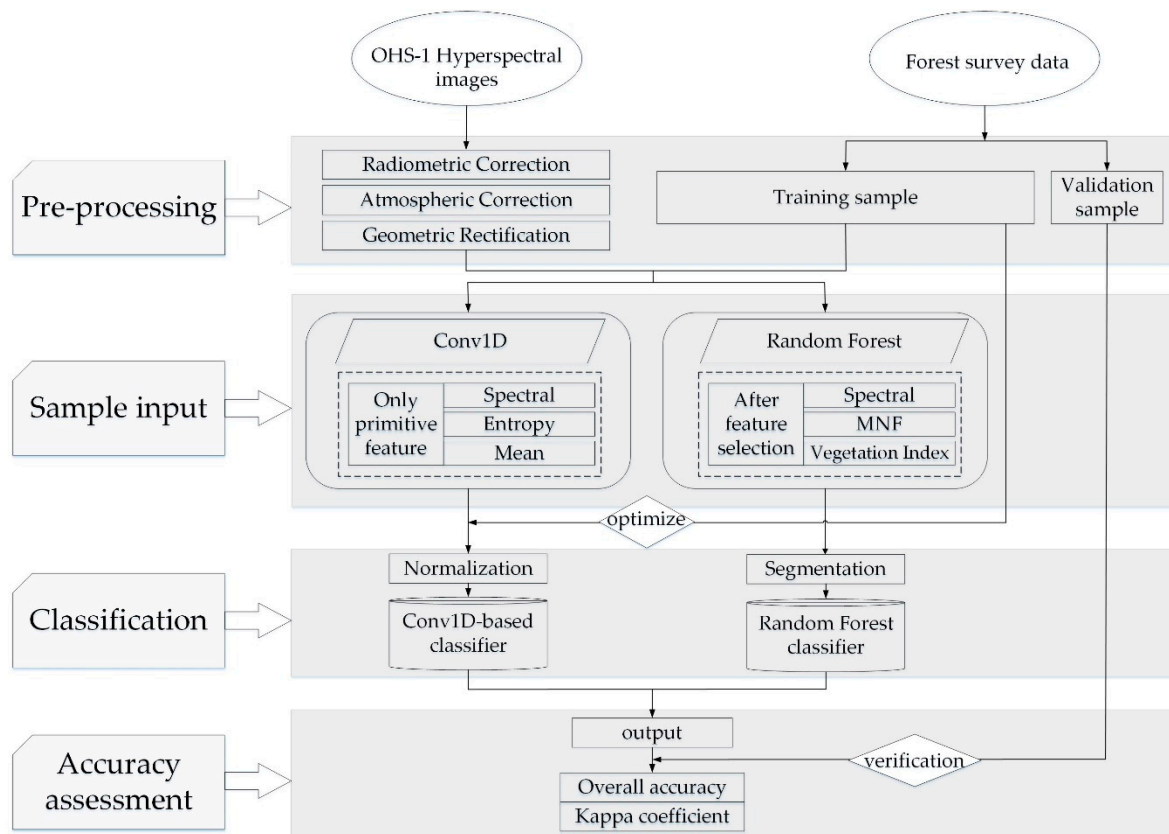 OHS-1 Hyperspectral
images
Forest survey data
Pre-processing
Radiometric Correction
Atmospheric Correction
Geometric Rectification
Training sample
Validation
sample
Sample input
Conv1D
Only
primitive
feature
Spectral
Entropy
Mean
Random Forest
After
feature
selection
Spectral
MNF
Vegetation Index
optimize
Classification
Normalization
Conv1D-based
classifier
Segmentation
Random Forest
classifier
Accuracy
assessment
output
verification
Overall accuracy
Kappa coefficient